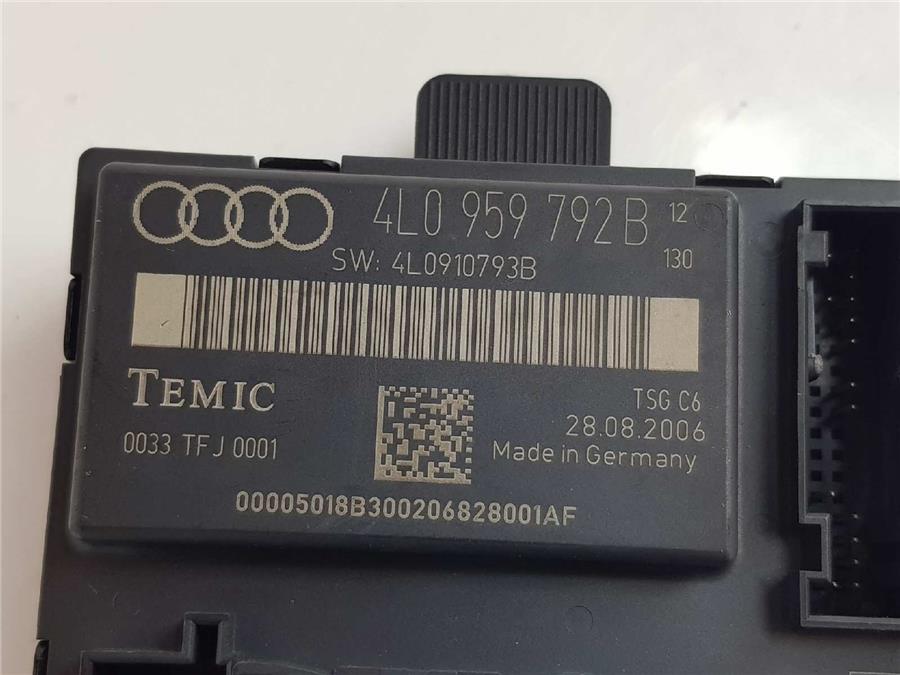 4L0 959 792B 12
SW: 4L0910793B 130
TEMIC
TSG C6
28.08.2006
0033 TFJ 0001
Made in Germany
00005018B300206828001AF